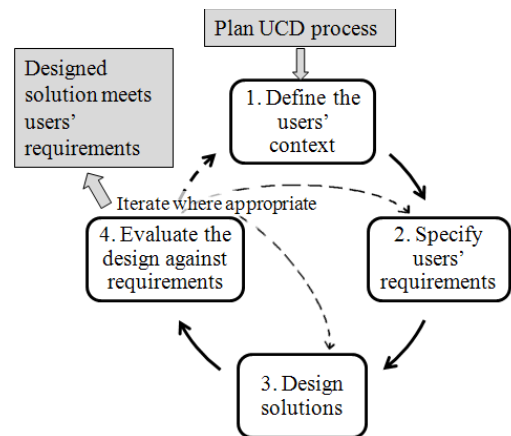 Plan UCD process
Designed
solution meets
users'
requirements
1. Define the
users'
context
Iterate where appropriate
4. Evaluate the
design against
requirements
2. Specify
users'
requirements
3. Design
solutions